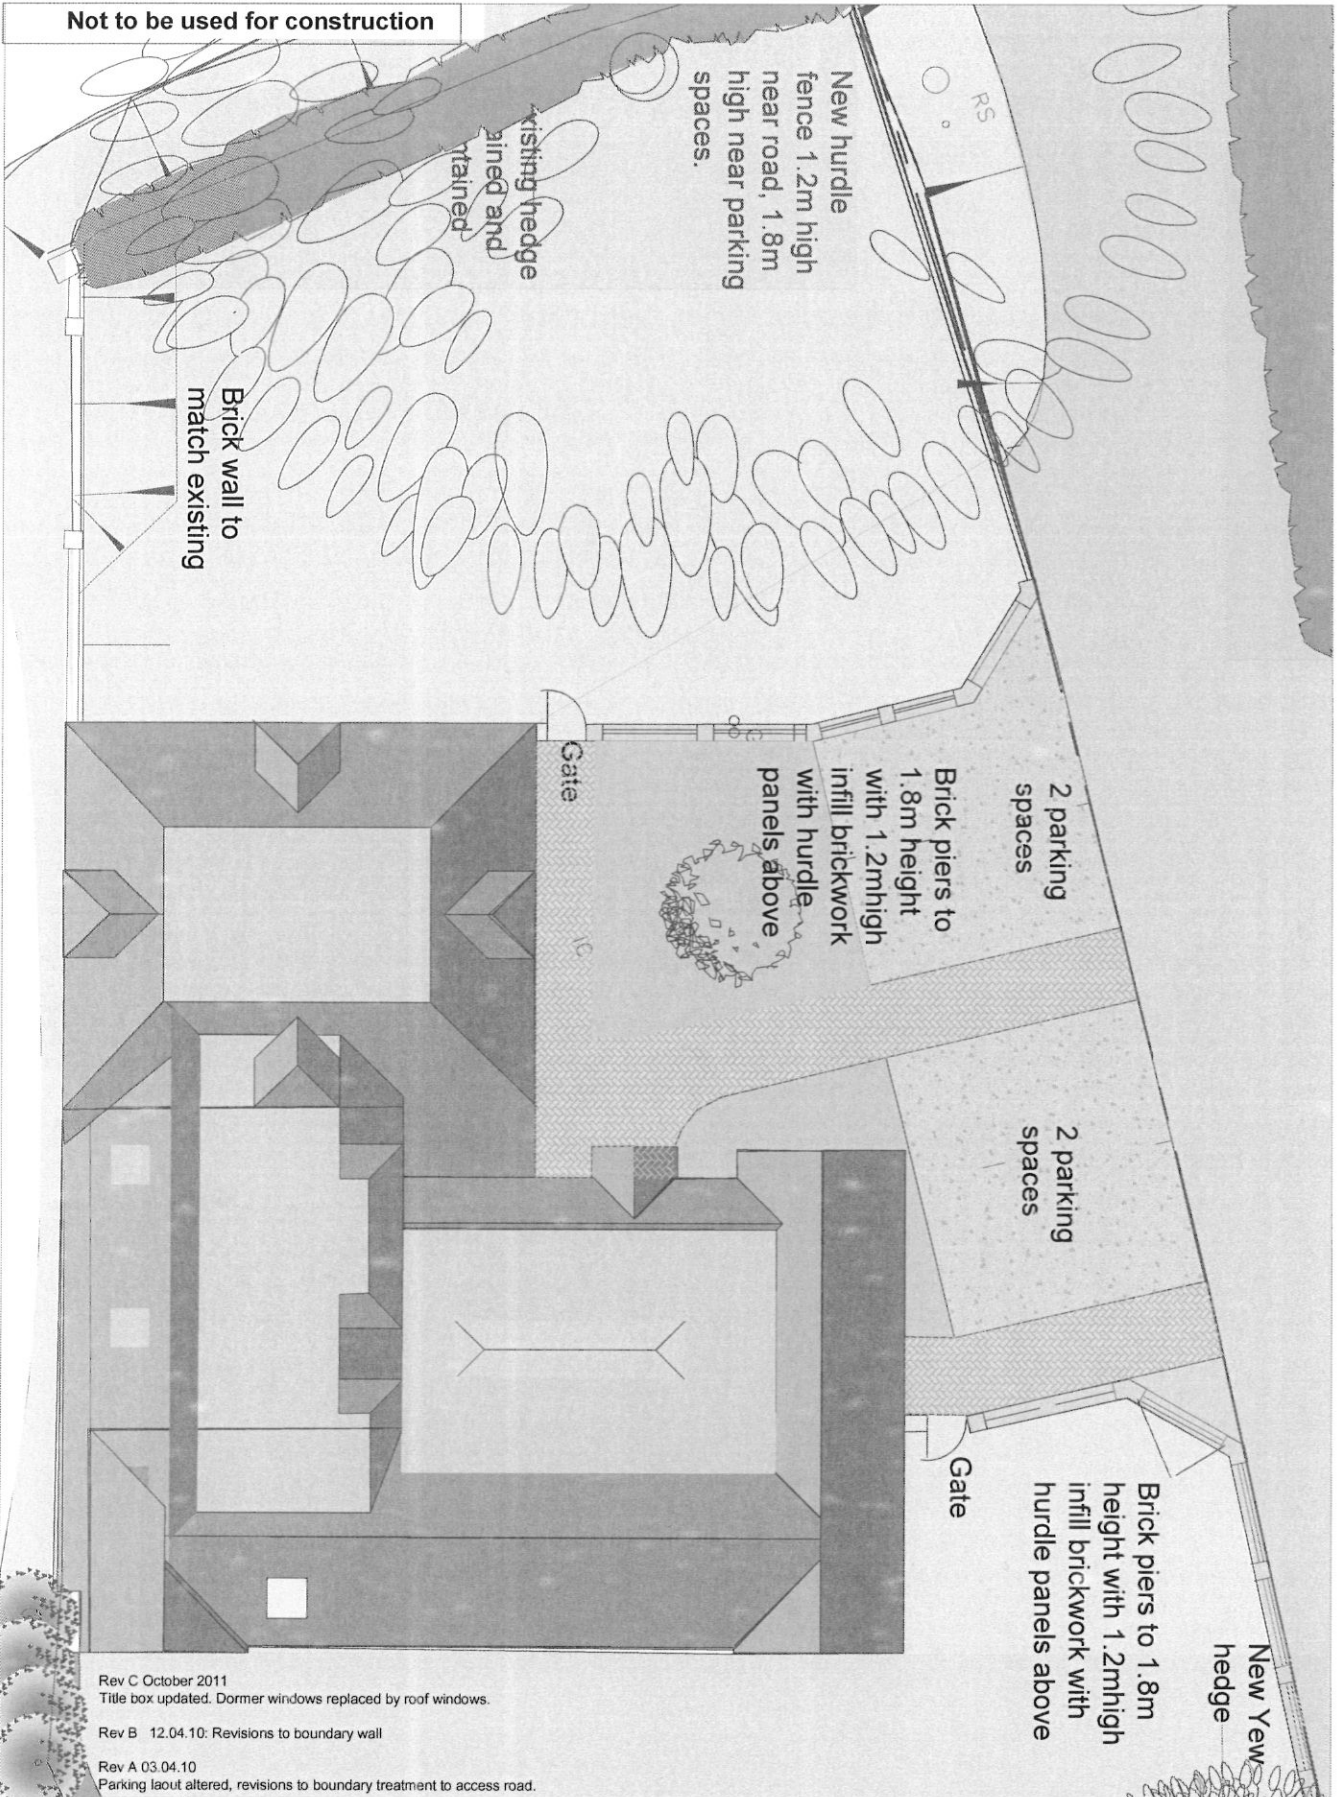 Not to be used for construction
New hurdle
fence 1.2m high
near road, 1.8m
high near parking
spaces.
RS
xisting hedge
ained and
ntained
Brick wall to
match existing
Gate
2 parking
spaces
Brick piers to
1.8m height
with 1.2mhigh
infill brickwork
with hurdle
panels above
IC
2 parking
spaces
Gate
Brick piers to 1.8m
height with 1.2mhigh
infill brickwork with
hurdle panels above
New Yew
hedge
Rev C October 2011
Title box updated. Dormer windows replaced by roof windows.
Rev B 12.04.10: Revisions to boundary wall
Rev A 03.04.10
Parking laout altered, revisions to boundary treatment to access road.